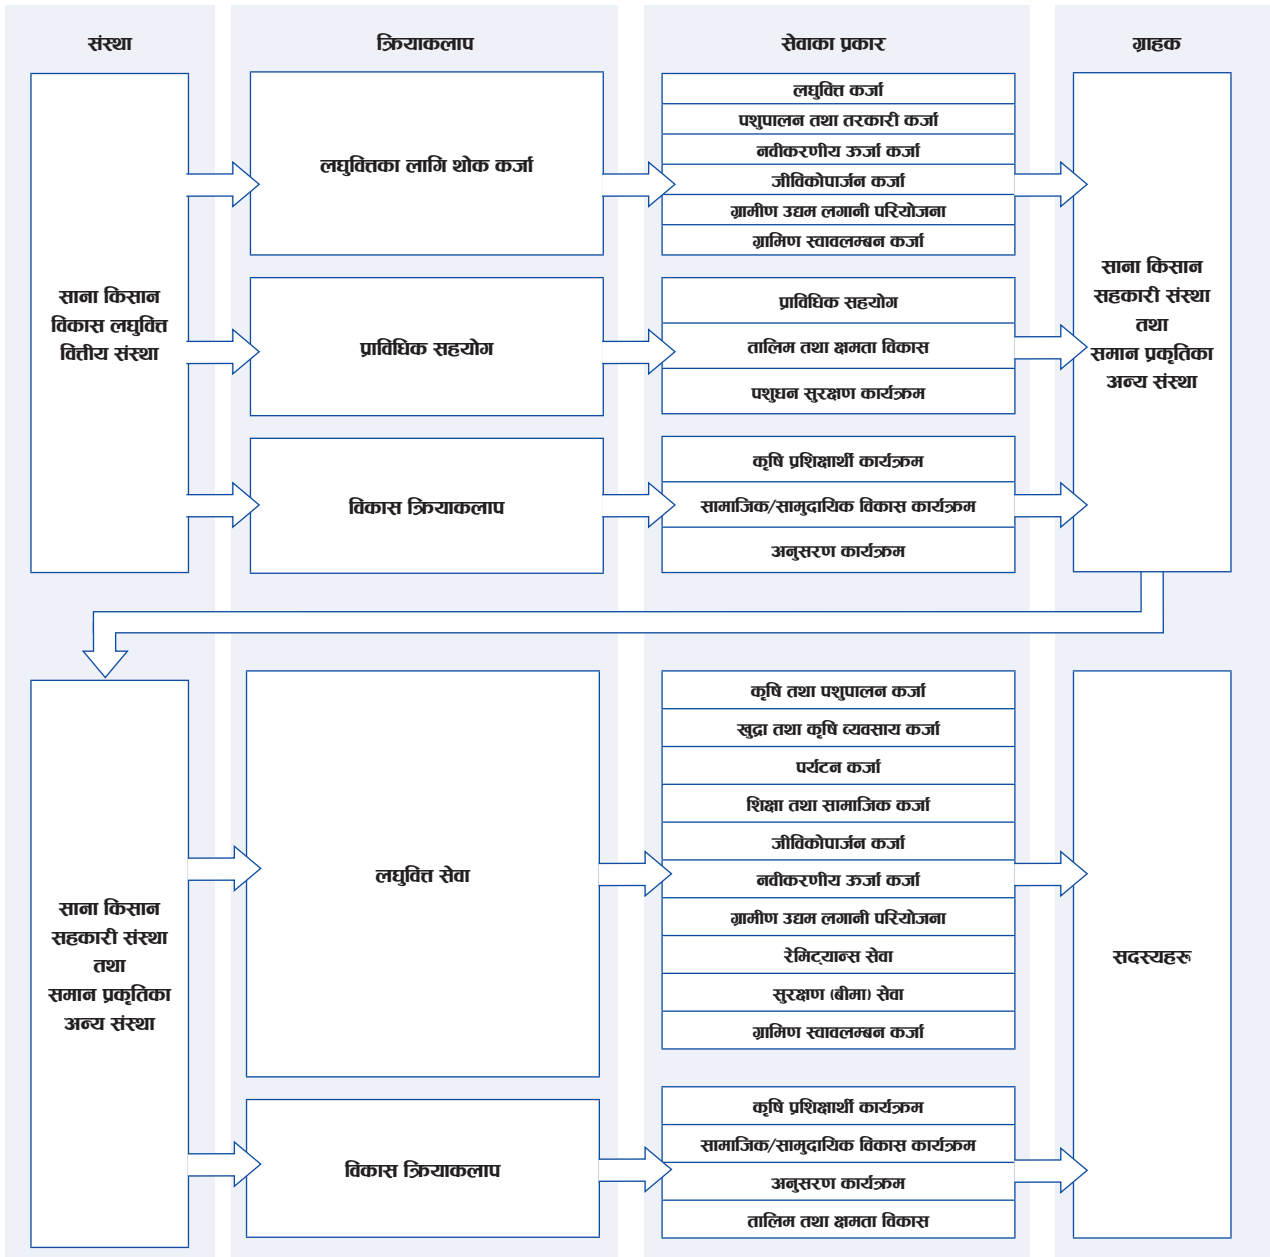 संस्था
क्रियाकलाप
सेवाका प्रकार
ग्राहक
साना किसान
विकास लघुवित्त
वित्तीय संस्था
लघुवित्तका लागि थोक कर्जा
लघुवित्त कर्जा
पशुपालन तथा तरकारी कर्जा
नवीकरणीय ऊर्जा कर्जा
जीविकोपार्जन कर्जा
ग्रामीण उद्यम लगानी परियोजना
ग्रामिण स्वावलम्बन कर्जा
प्राविधिक सहयोग
प्राविधिक सहयोग
तालिम तथा क्षमता विकास
पशुधन सुरक्षण कार्यक्रम
विकास क्रियाकलाप
कृषि प्रशिक्षार्थी कार्यक्रम
सामाजिक/सामुदायिक विकास कार्यक्रम
अनुसरण कार्यक्रम
साना किसान
सहकारी संस्था
तथा
समान प्रकृतिका
अन्य संस्था
साना किसान
सहकारी संस्था
तथा
समान प्रकृतिका
अन्य संस्था
लघुवित्त सेवा
कृषि तथा पशुपालन कर्जा
खुद्रा तथा कृषि व्यवसाय कर्जा
पर्यटन कर्जा
शिक्षा तथा सामाजिक कर्जा
जीविकोपार्जन कर्जा
नवीकरणीय ऊर्जा कर्जा
ग्रामीण उद्यम लगानी परियोजना
रेमिट्यान्स सेवा
सुरक्षण (बीमा) सेवा
ग्रामिण स्वावलम्बन कर्जा
विकास क्रियाकलाप
कृषि प्रशिक्षार्थी कार्यक्रम
सामाजिक/सामुदायिक विकास कार्यक्रम
अनुसरण कार्यक्रम
तालिम तथा क्षमता विकास
सदस्यहरू